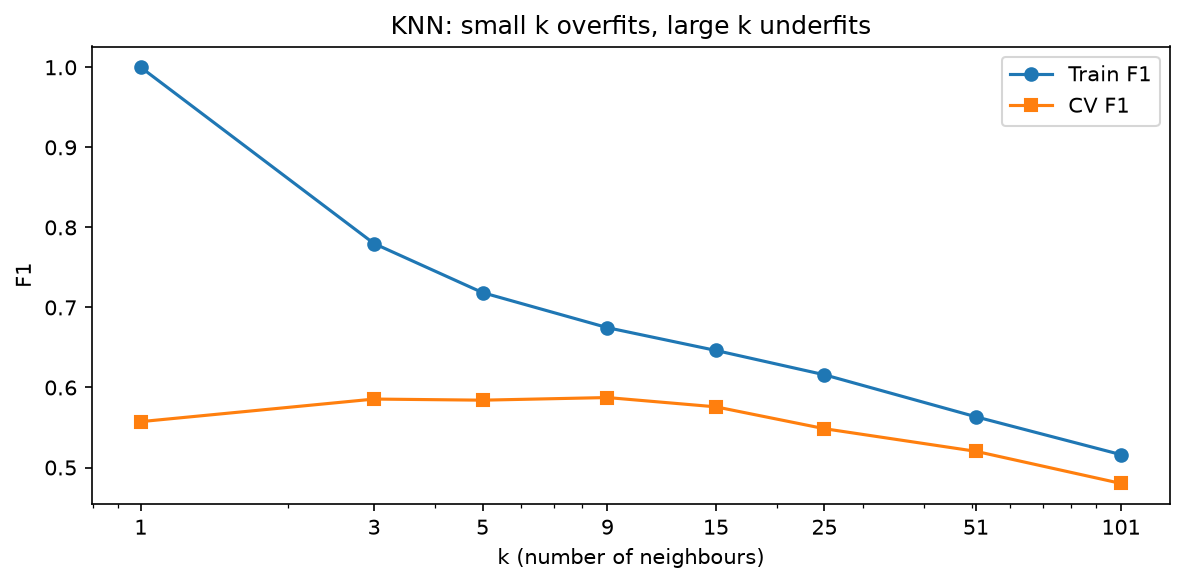 KNN: small k overfits, large k underfits
Train F1
CV F1
F1
1.0
0.9
0.8
0.7
0.6
0.5
1 3 5 9 15 25 51 101
k (number of neighbours)